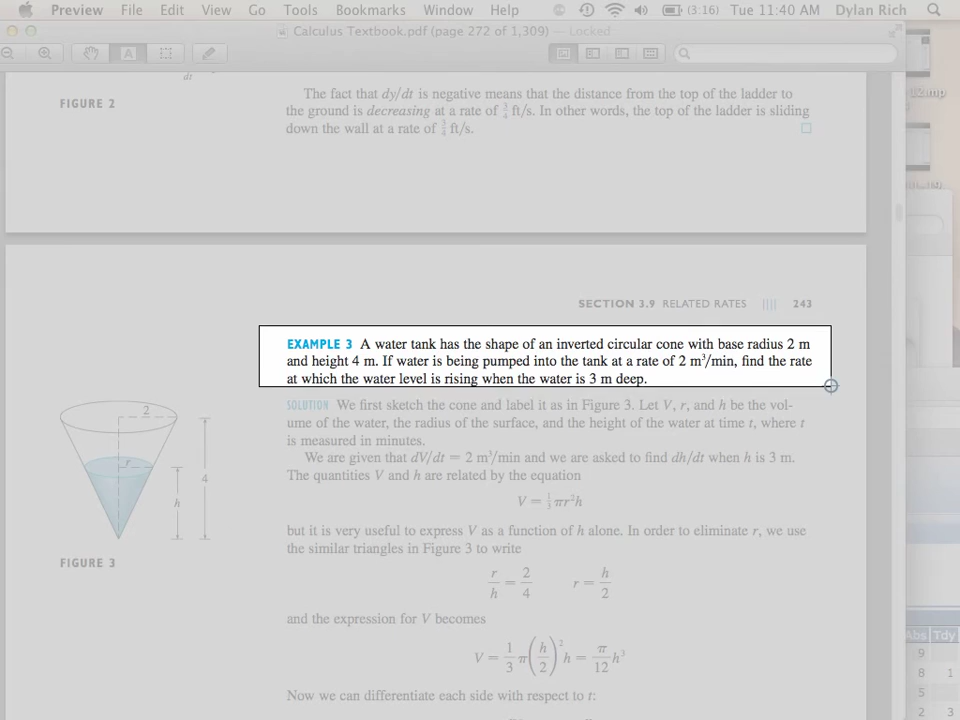 Preview File Edit View Go Tools Bookmarks Window Help (3:16) Tue 11:40 AM Dylan Rich
Calculus Textbook.pdf (page 272 of 1,309) — Locked
dt
FIGURE 2
The fact that dy/dt is negative means that the distance from the top of the ladder to
the ground is decreasing at a rate of 3/4 ft/s. In other words, the top of the ladder is sliding
down the wall at a rate of 3/4 ft/s.
SECTION 3.9 RELATED RATES |||| 243
EXAMPLE 3 A water tank has the shape of an inverted circular cone with base radius 2 m
and height 4 m. If water is being pumped into the tank at a rate of 2 m³/min, find the rate
at which the water level is rising when the water is 3 m deep.
SOLUTION We first sketch the cone and label it as in Figure 3. Let V, r, and h be the vol-
ume of the water, the radius of the surface, and the height of the water at time t, where t
is measured in minutes.
We are given that dV/dt = 2 m³/min and we are asked to find dh/dt when h is 3 m.
The quantities V and h are related by the equation
V = 1/3 πr²h
but it is very useful to express V as a function of h alone. In order to eliminate r, we use
the similar triangles in Figure 3 to write
r/h = 2/4 r = h/2
and the expression for V becomes
V = 1/3 π(h/2)² h = π/12 h³
Now we can differentiate each side with respect to t:
2
r
4
h
FIGURE 3
12.mp
Abs Tdy
9
8 1
5
2 3